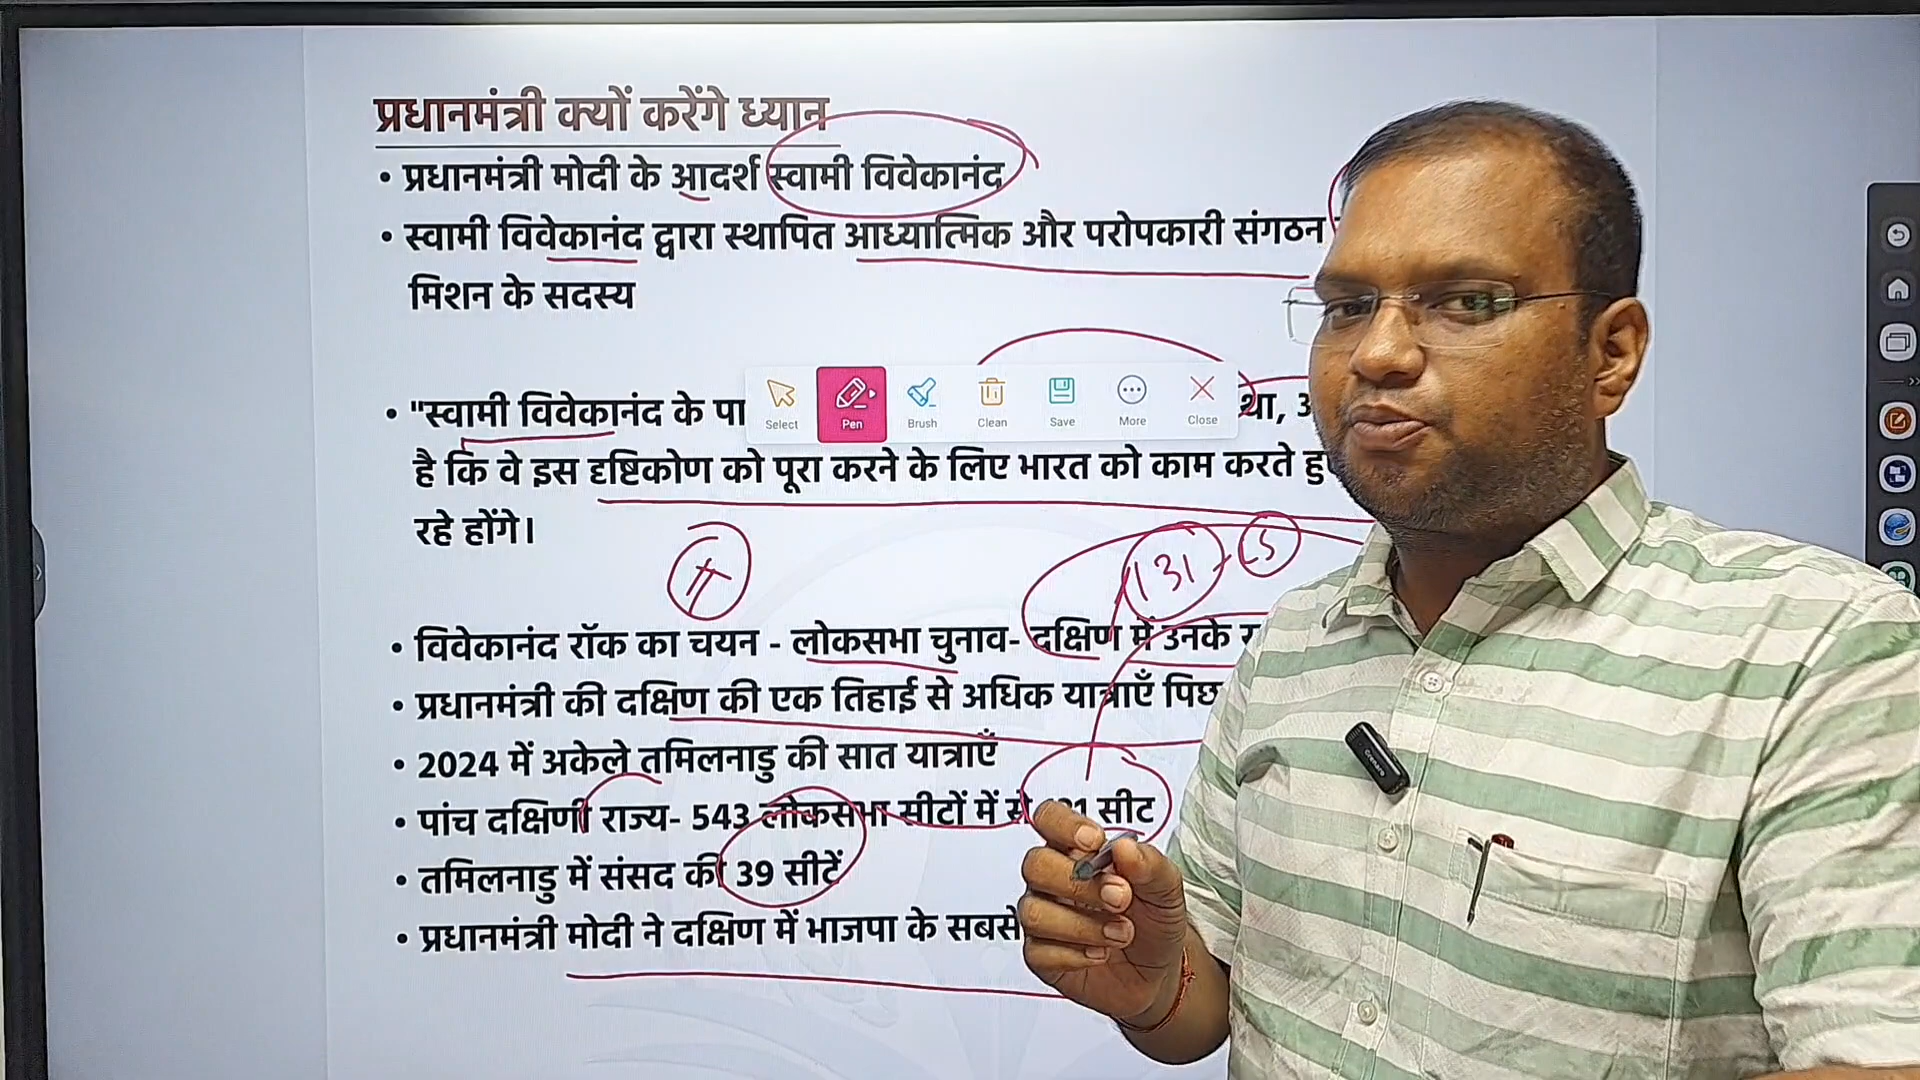 प्रधानमंत्री क्यों करेंगे ध्यान
• प्रधानमंत्री मोदी के आदर्श स्वामी विवेकानंद
• स्वामी विवेकानंद द्वारा स्थापित आध्यात्मिक और परोपकारी संगठन
मिशन के सदस्य
• "स्वामी विवेकानंद के पा
था,
है कि वे इस दृष्टिकोण को पूरा करने के लिए भारत को काम करते
रहे होंगे।
131 - 5
• विवेकानंद रॉक का चयन - लोकसभा चुनाव- दक्षिण में उनके
• प्रधानमंत्री की दक्षिण की एक तिहाई से अधिक यात्राएँ पिछ
• 2024 में अकेले तमिलनाडु की सात यात्राएँ
• पांच दक्षिणी राज्य- 543 लोकसभा सीटों में से 131 सीट
• तमिलनाडु में संसद की 39 सीटें
• प्रधानमंत्री मोदी ने दक्षिण में भाजपा के सबसे
Select Pen Brush Clean Save More Close